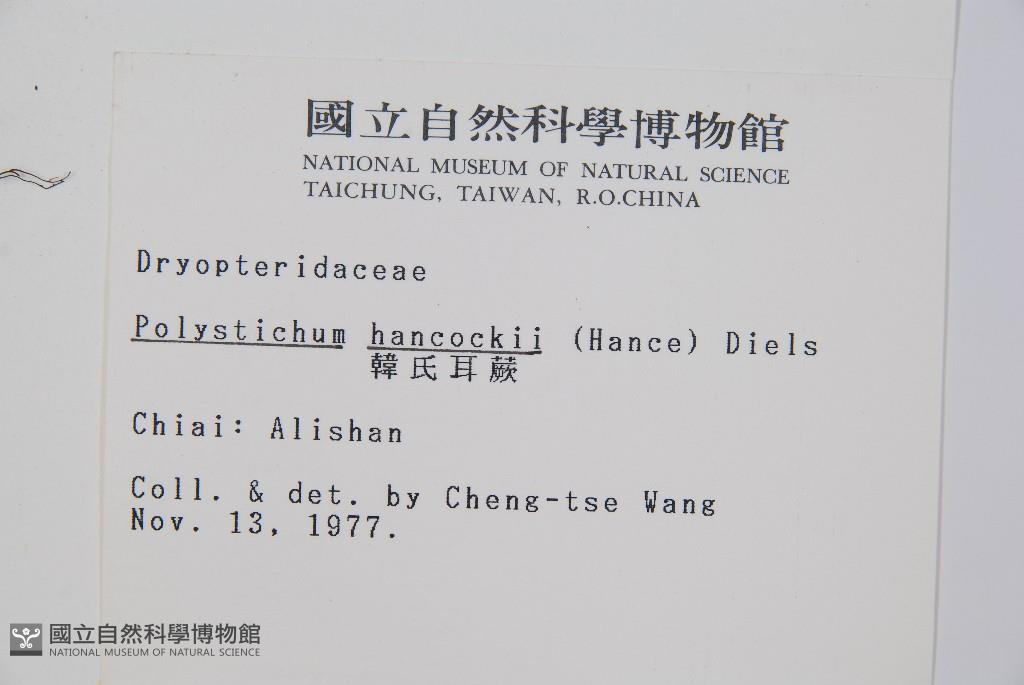 國立自然科學博物館
NATIONAL MUSEUM OF NATURAL SCIENCE
TAICHUNG, TAIWAN, R.O.CHINA
Dryopteridaceae
Polystichum hancockii (Hance) Diels
韓氏耳蕨
Chiai: Alishan
Coll. & det. by Cheng-tse Wang
Nov. 13, 1977.
國立自然科學博物館
NATIONAL MUSEUM OF NATURAL SCIENCE